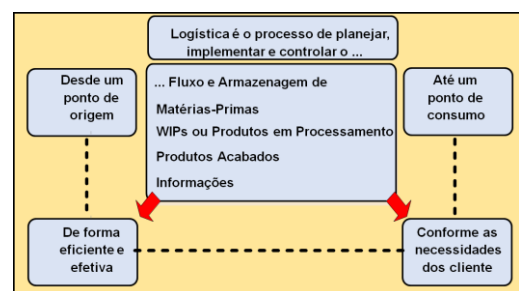 Logística é o processo de planejar,
implementar e controlar o ...
Desde um
ponto de
origem
... Fluxo e Armazenagem de
Matérias-Primas
WIPs ou Produtos em Processamento
Produtos Acabados
Informações
Até um
ponto de
consumo
De forma
eficiente e
efetiva
Conforme as
necessidades
dos cliente